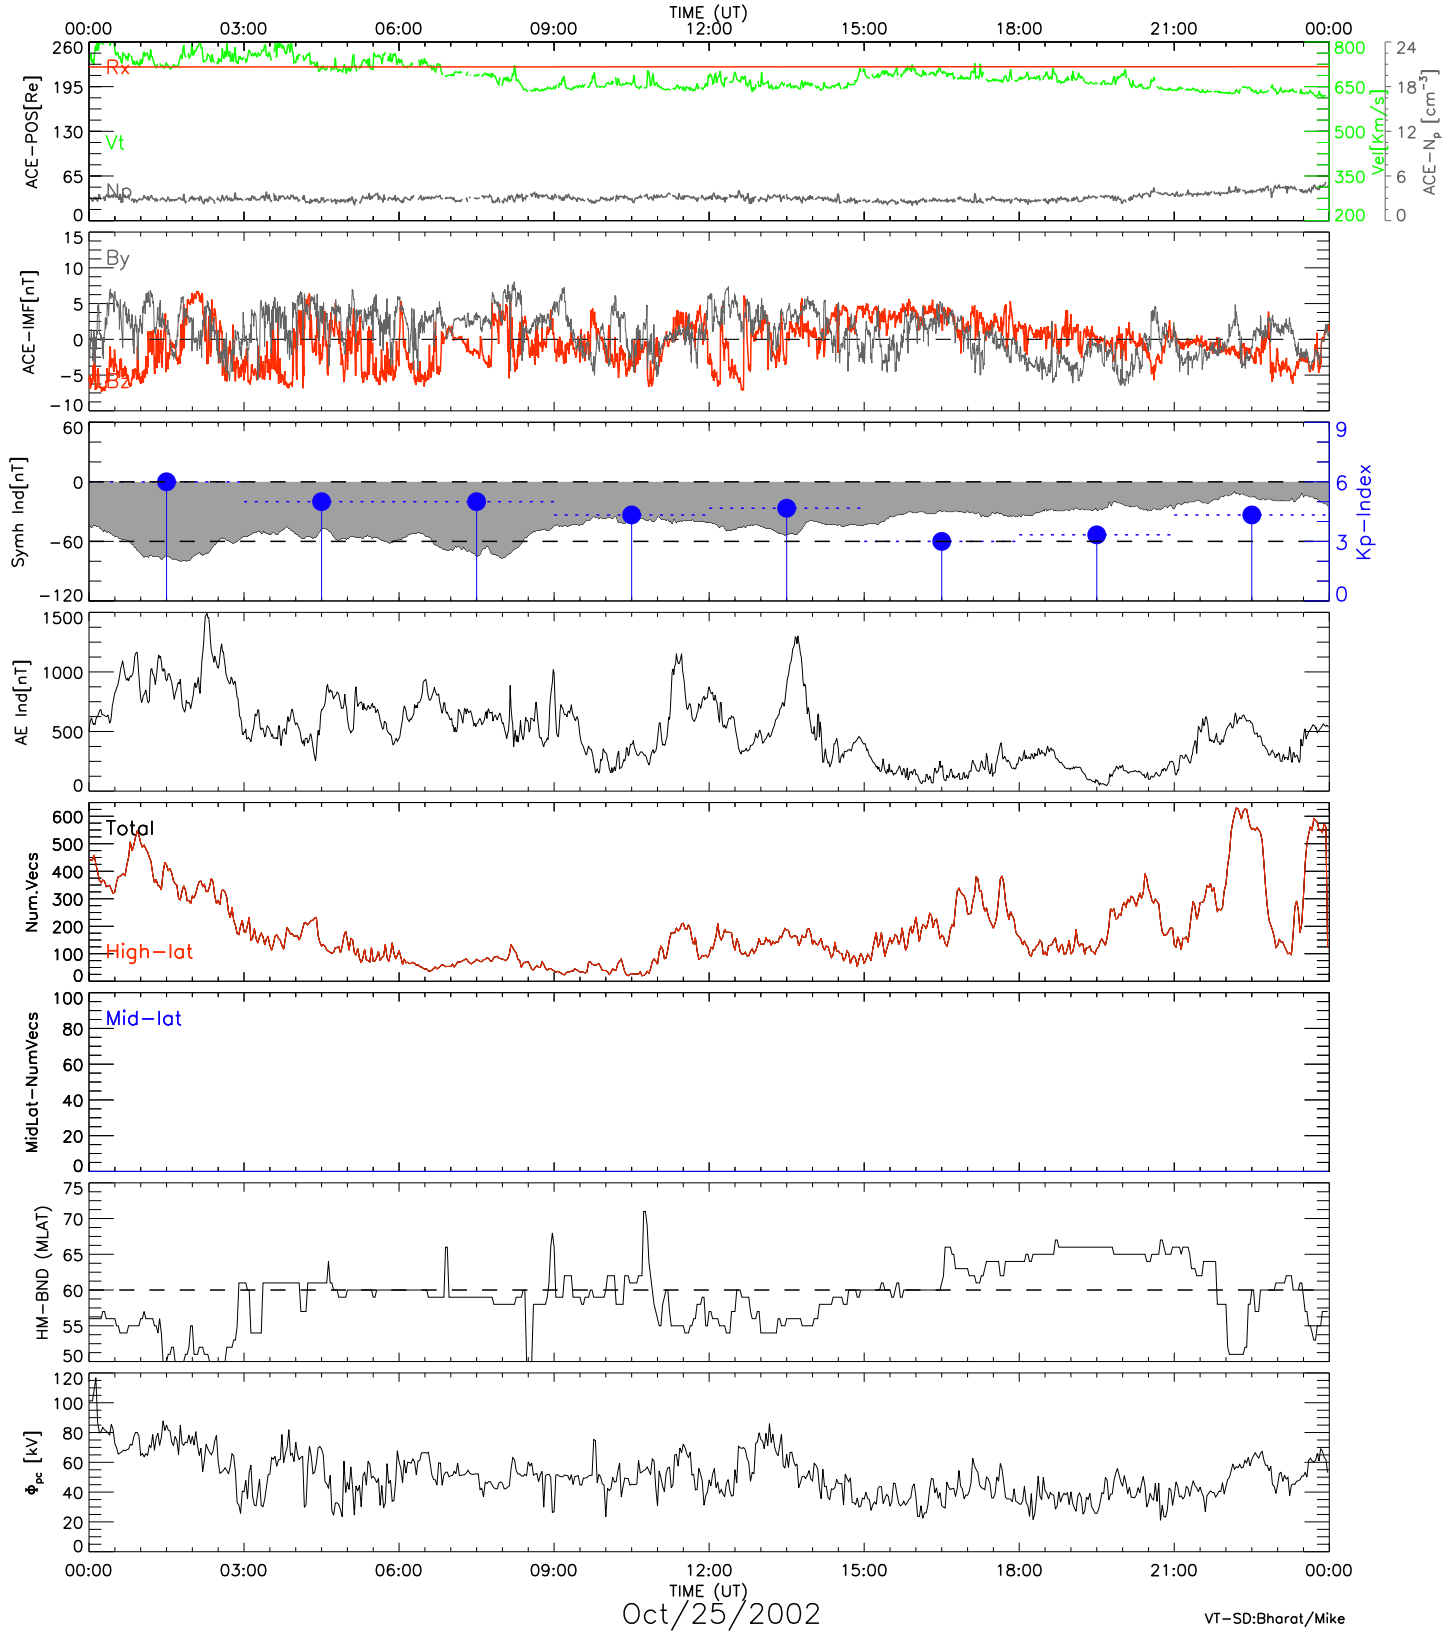 TIME (UT)
00:00 03:00 06:00 09:00 12:00 15:00 18:00 21:00 00:00
ACE-POS[Re]
260
195
130
65
0
Rx
Vt
Np
800
650
500
350
200
Vel[Km/s]
24
18
12
6
0
ACE-Np [cm-3]
ACE-IMF[nT]
15
10
5
0
-5
-10
By
Bz
Symh Ind[nT]
60
0
-60
-120
9
6
3
0
Kp-Index
AE Ind[nT]
1500
1000
500
0
Num.Vecs
600
500
400
300
200
100
0
Total
High-lat
MidLat-NumVecs
100
80
60
40
20
0
Mid-lat
HM-BND (MLAT)
75
70
65
60
55
50
Φpc [kV]
120
100
80
60
40
20
0
00:00 03:00 06:00 09:00 12:00 15:00 18:00 21:00 00:00
TIME (UT)
Oct/25/2002
VT-SD:Bharat/Mike